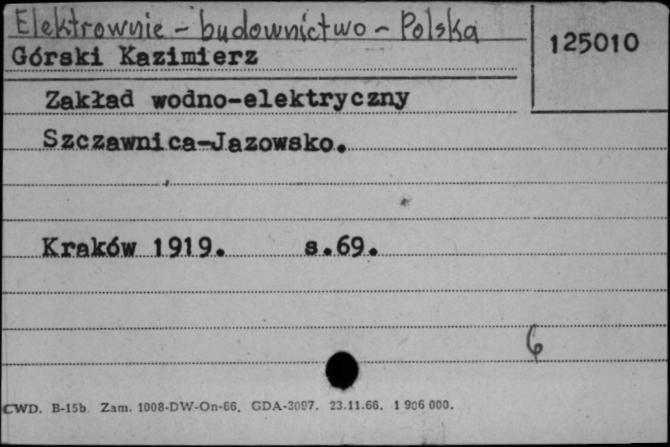 Elektrownie - budownictwo - Polska
125010
Górski Kazimierz
Zakład wodno-elektryczny
Szczawnica-Jazowsko.
Kraków 1919. s.69.
6
CWD. B-15b. Zam. 1008-DW-On-66. GDA-3097. 23.11.66. 1 906 000.